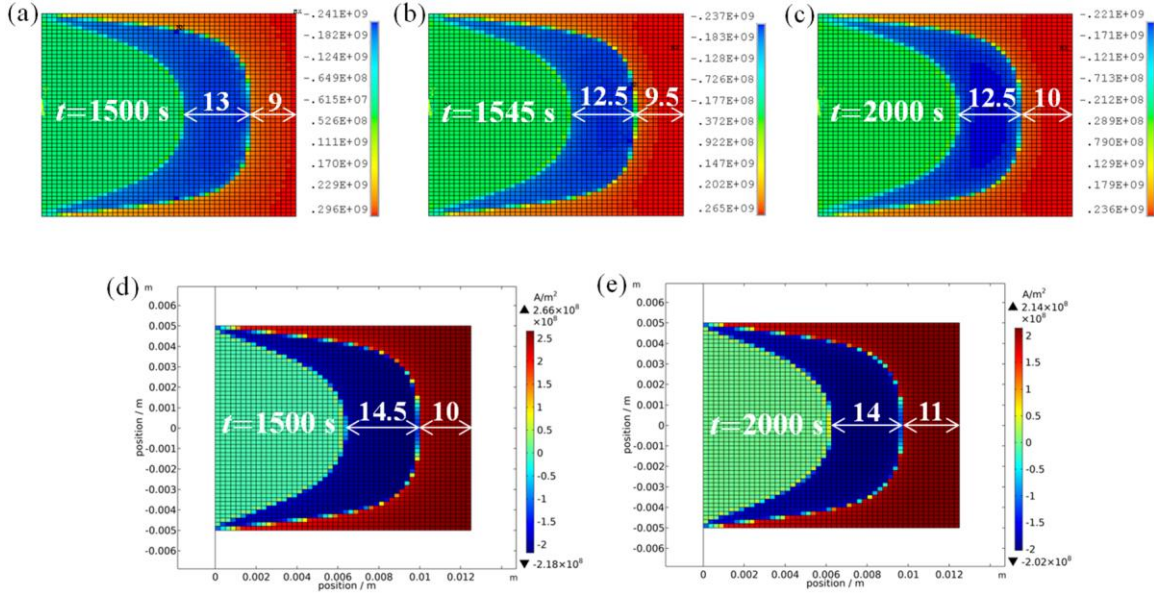 (a)
t=1500 s
13
9
-.241E+09
-.182E+09
-.124E+09
-.649E+08
-.615E+07
.526E+08
.111E+09
.170E+09
.229E+09
.296E+09
(b)
t=1545 s
12.5
9.5
-.237E+09
-.183E+09
-.128E+09
-.726E+08
-.177E+08
.372E+08
.922E+08
.147E+09
.202E+09
.265E+09
(c)
t=2000 s
12.5
10
-.221E+09
-.171E+09
-.121E+09
-.713E+08
-.212E+08
.289E+08
.790E+08
.129E+09
.179E+09
.236E+09
(d)
m
0.006
0.005
0.004
0.003
0.002
0.001
0
-0.001
-0.002
-0.003
-0.004
-0.005
-0.006
position / m
t=1500 s
14.5
10
0
0.002
0.004
0.006
0.008
0.01
0.012
m
position / m
A/m²
▲ 2.66×10⁸
×10⁸
2.5
2
1.5
1
0.5
0
-0.5
-1
-1.5
-2
▼ -2.18×10⁸
(e)
m
0.006
0.005
0.004
0.003
0.002
0.001
0
-0.001
-0.002
-0.003
-0.004
-0.005
-0.006
position / m
t=2000 s
14
11
0
0.002
0.004
0.006
0.008
0.01
0.012
m
position / m
A/m²
▲ 2.14×10⁸
×10⁸
2
1.5
1
0.5
0
-0.5
-1
-1.5
-2
▼ -2.02×10⁸